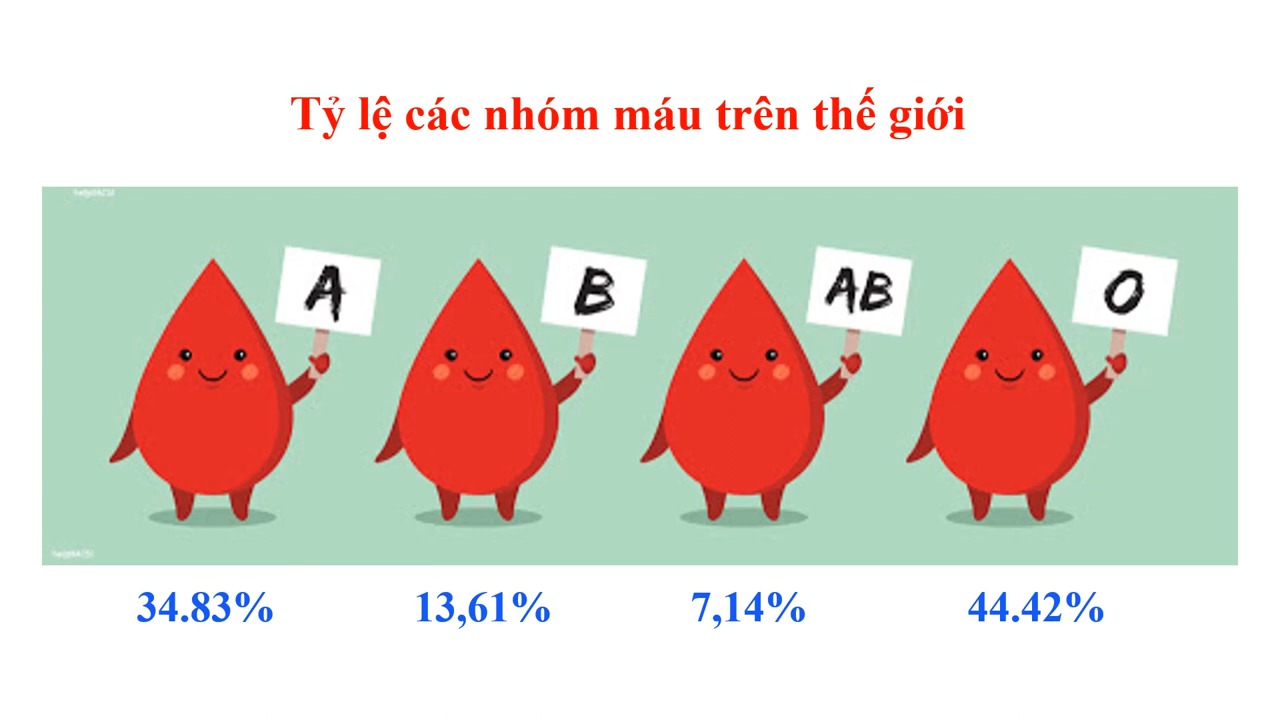 Tỷ lệ các nhóm máu trên thế giới
A
B
AB
O
34.83%
13,61%
7,14%
44.42%